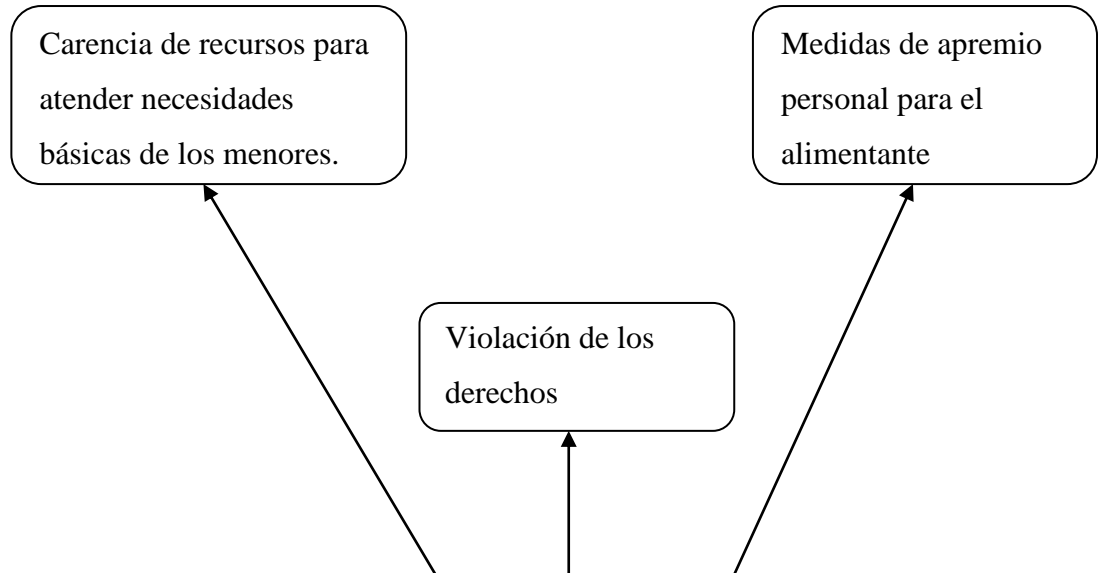 Carencia de recursos para
atender necesidades
básicas de los menores.
Medidas de apremio
personal para el
alimentante
Violación de los
derechos